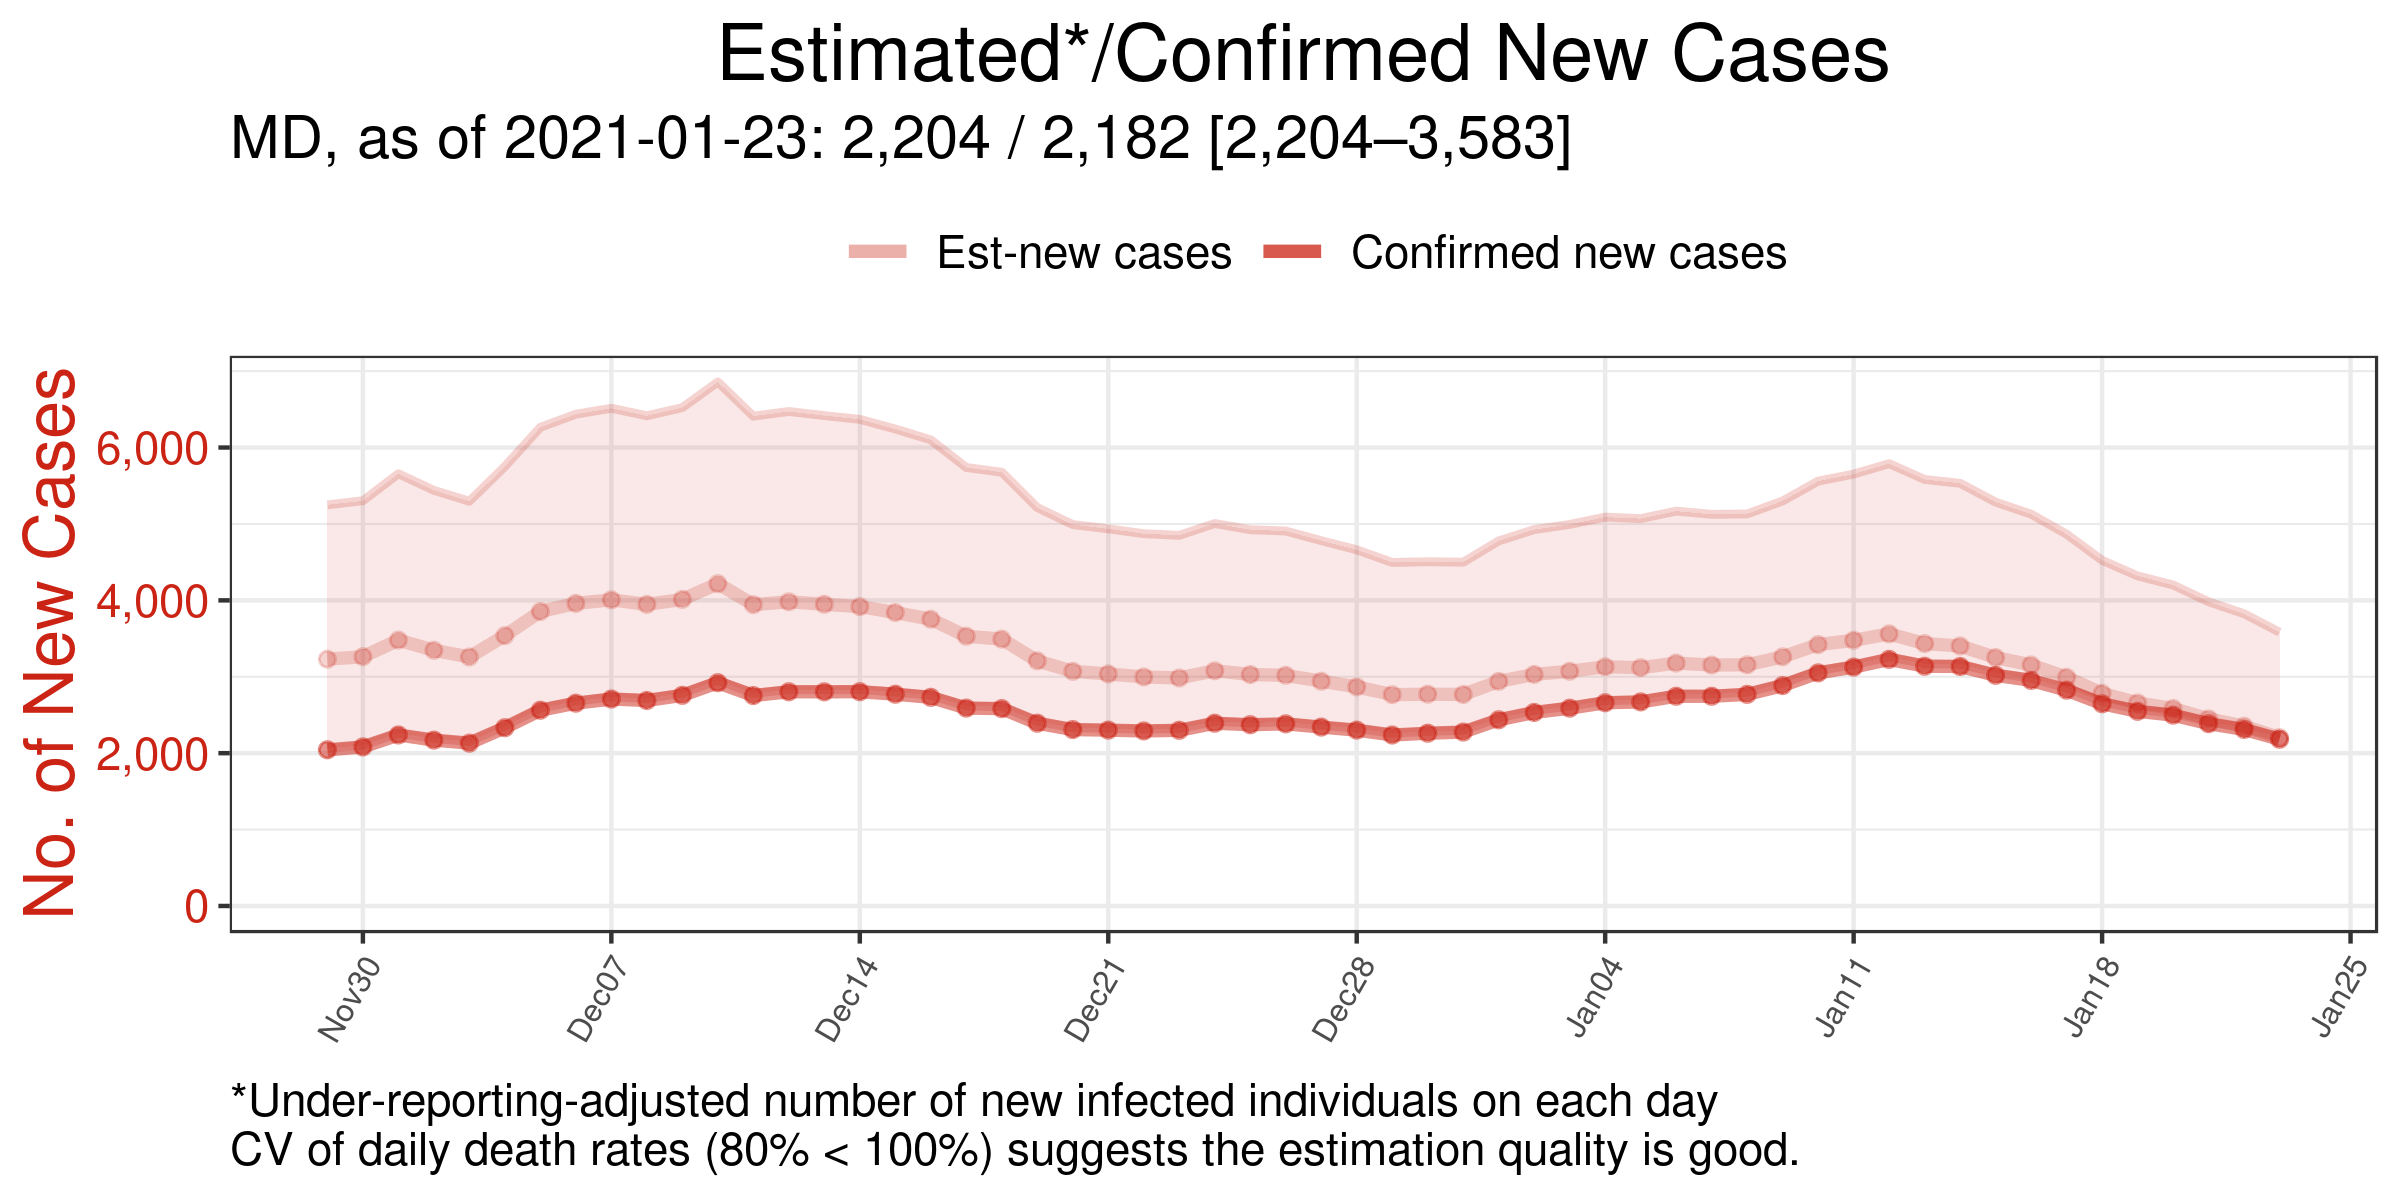 Estimated*/Confirmed New Cases
MD, as of 2021-01-23: 2,204 / 2,182 [2,204–3,583]
Est-new cases
Confirmed new cases
No. of New Cases
6,000
4,000
2,000
0
Nov30
Dec07
Dec14
Dec21
Dec28
Jan04
Jan11
Jan18
Jan25
*Under-reporting-adjusted number of new infected individuals on each day
CV of daily death rates (80% < 100%) suggests the estimation quality is good.